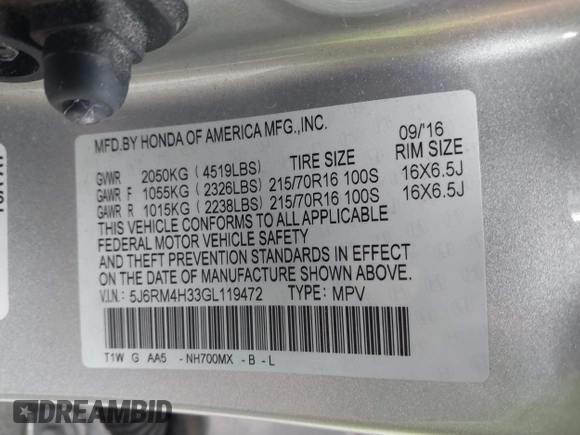 MFD.BY HONDA OF AMERICA MFG.,INC. 09/'16
GVWR 2050KG ( 4519LBS) TIRE SIZE RIM SIZE
GAWR F 1055KG ( 2326LBS) 215/70R16 100S 16X6.5J
GAWR R 1015KG ( 2238LBS) 215/70R16 100S 16X6.5J
THIS VEHICLE CONFORMS TO ALL APPLICABLE
FEDERAL MOTOR VEHICLE SAFETY
AND THEFT PREVENTION STANDARDS IN EFFECT
ON THE DATE OF MANUFACTURE SHOWN ABOVE.
V.I.N.: 5J6RM4H33GL119472 TYPE: MPV
T1W G AA5 -NH700MX -B-L
DREAMBID